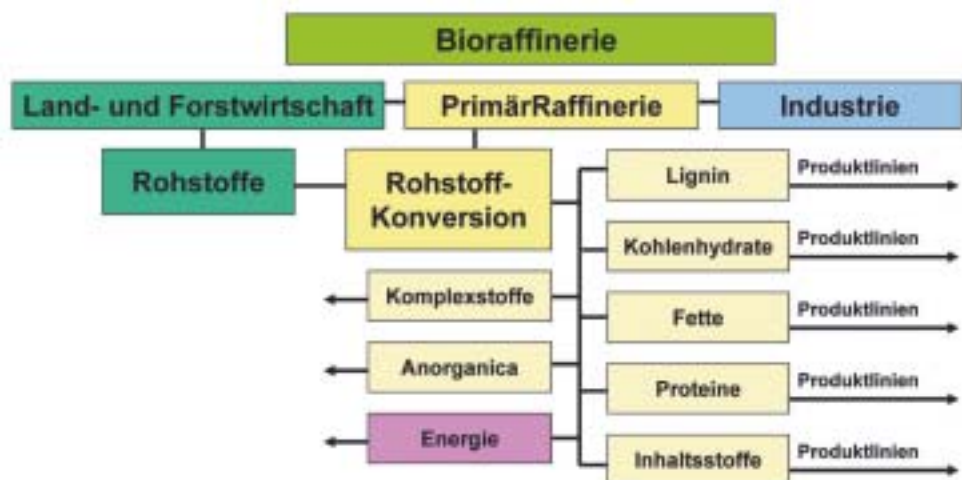 Bioraffinerie
Land- und Forstwirtschaft
PrimärRaffinerie
Industrie
Rohstoffe
Rohstoff-
Konversion
Lignin
Produktlinien
Kohlenhydrate
Produktlinien
Komplexstoffe
Fette
Produktlinien
Anorganica
Proteine
Produktlinien
Energie
Inhaltsstoffe
Produktlinien